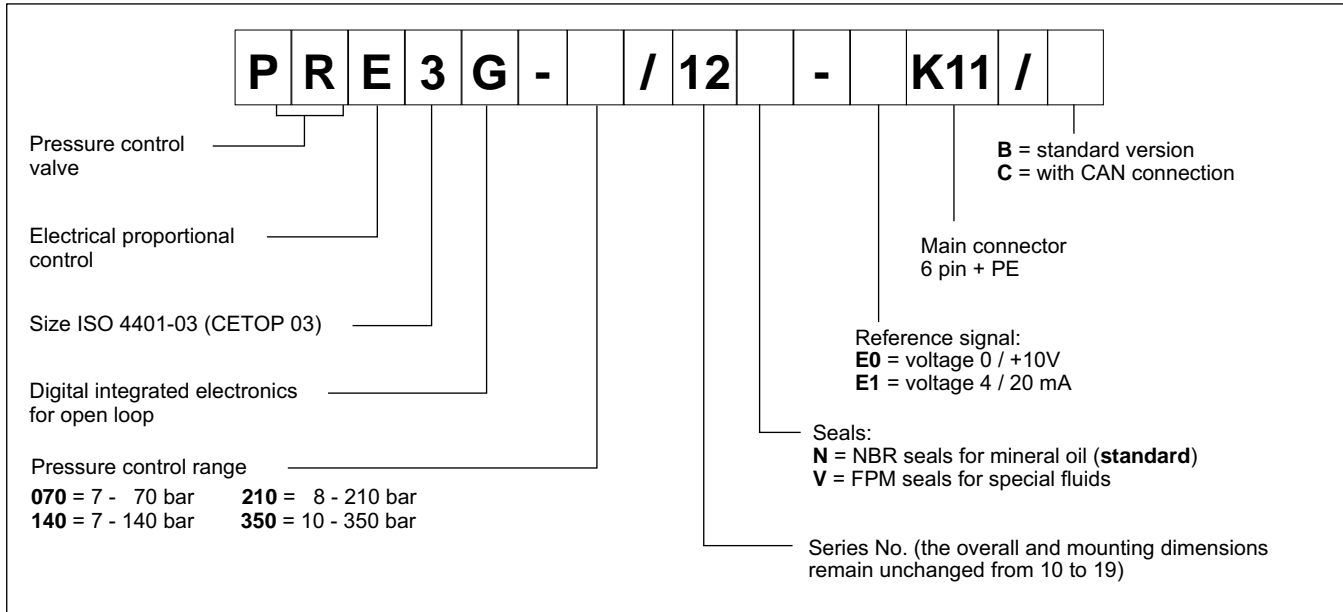 PRE3G- /12 - K11/
Pressure control
valve
Electrical proportional
control
Size ISO 4401-03 (CETOP 03)
Digital integrated electronics
for open loop
Pressure control range
070 = 7 - 70 bar 210 = 8 - 210 bar
140 = 7 - 140 bar 350 = 10 - 350 bar
B = standard version
C = with CAN connection
Main connector
6 pin + PE
Reference signal:
E0 = voltage 0 / +10V
E1 = voltage 4 / 20 mA
Seals:
N = NBR seals for mineral oil (standard)
V = FPM seals for special fluids
Series No. (the overall and mounting dimensions
remain unchanged from 10 to 19)